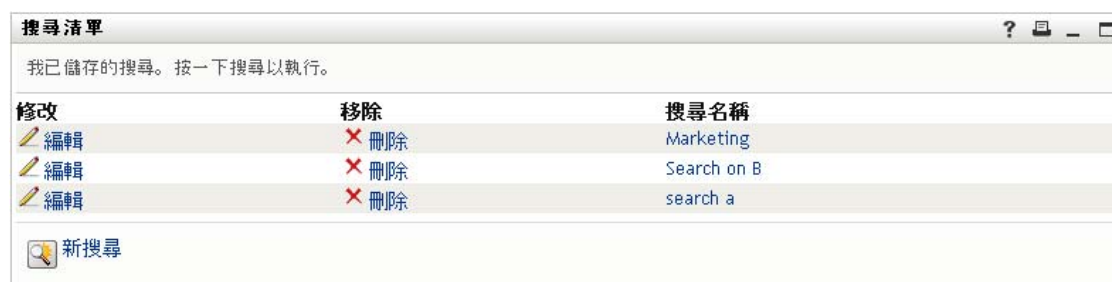 搜尋清單 ?
我已儲存的搜尋。按一下搜尋以執行。
修改 移除 搜尋名稱
編輯 刪除 Marketing
編輯 刪除 Search on B
編輯 刪除 search a
新搜尋